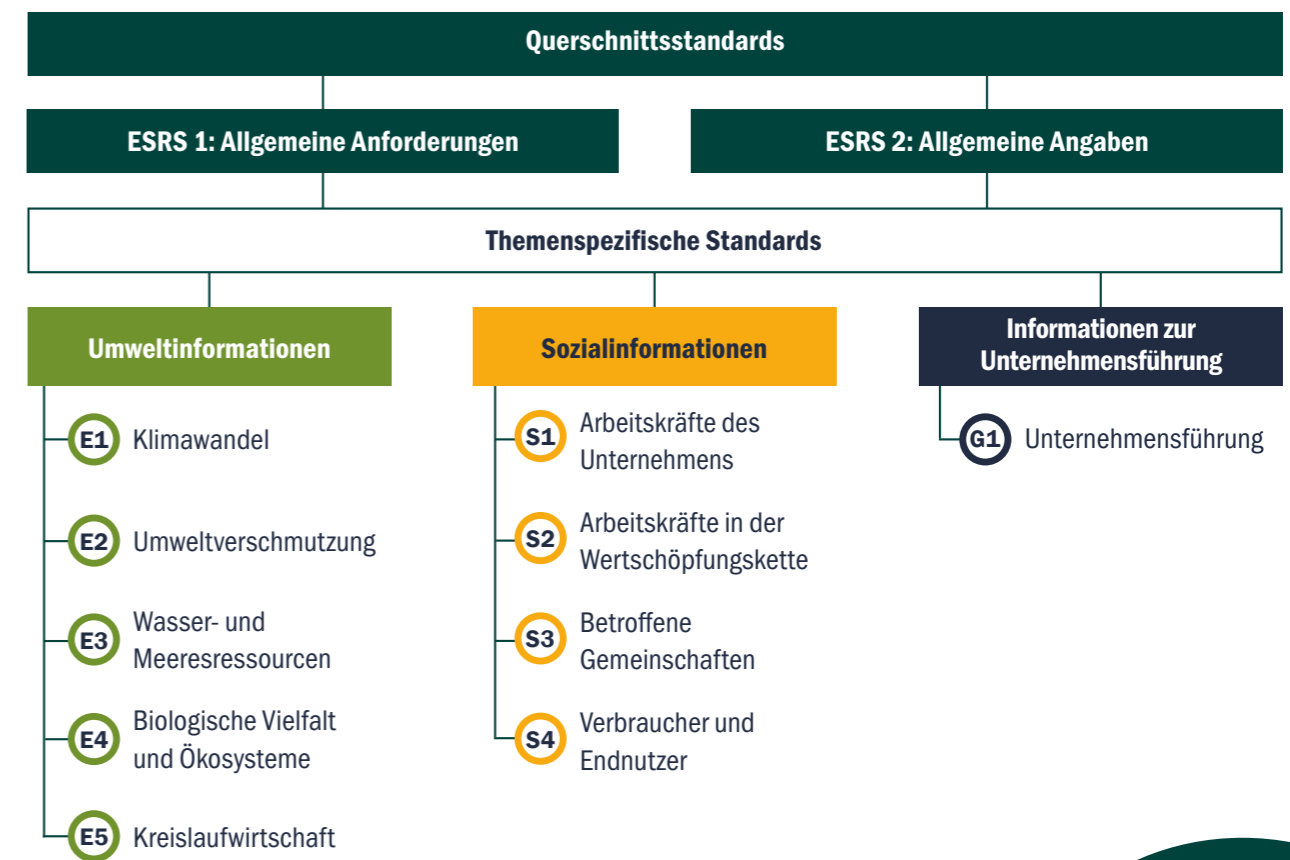 Querschnittsstandards
ESRS 1: Allgemeine Anforderungen
ESRS 2: Allgemeine Angaben
Themenspezifische Standards
Umweltinformationen
E1 Klimawandel
E2 Umweltverschmutzung
E3 Wasser- und
Meeresressourcen
E4 Biologische Vielfalt
und Ökosysteme
E5 Kreislaufwirtschaft
Sozialinformationen
S1 Arbeitskräfte des
Unternehmens
S2 Arbeitskräfte in der
Wertschöpfungskette
S3 Betroffene
Gemeinschaften
S4 Verbraucher und
Endnutzer
Informationen zur
Unternehmensführung
G1 Unternehmensführung